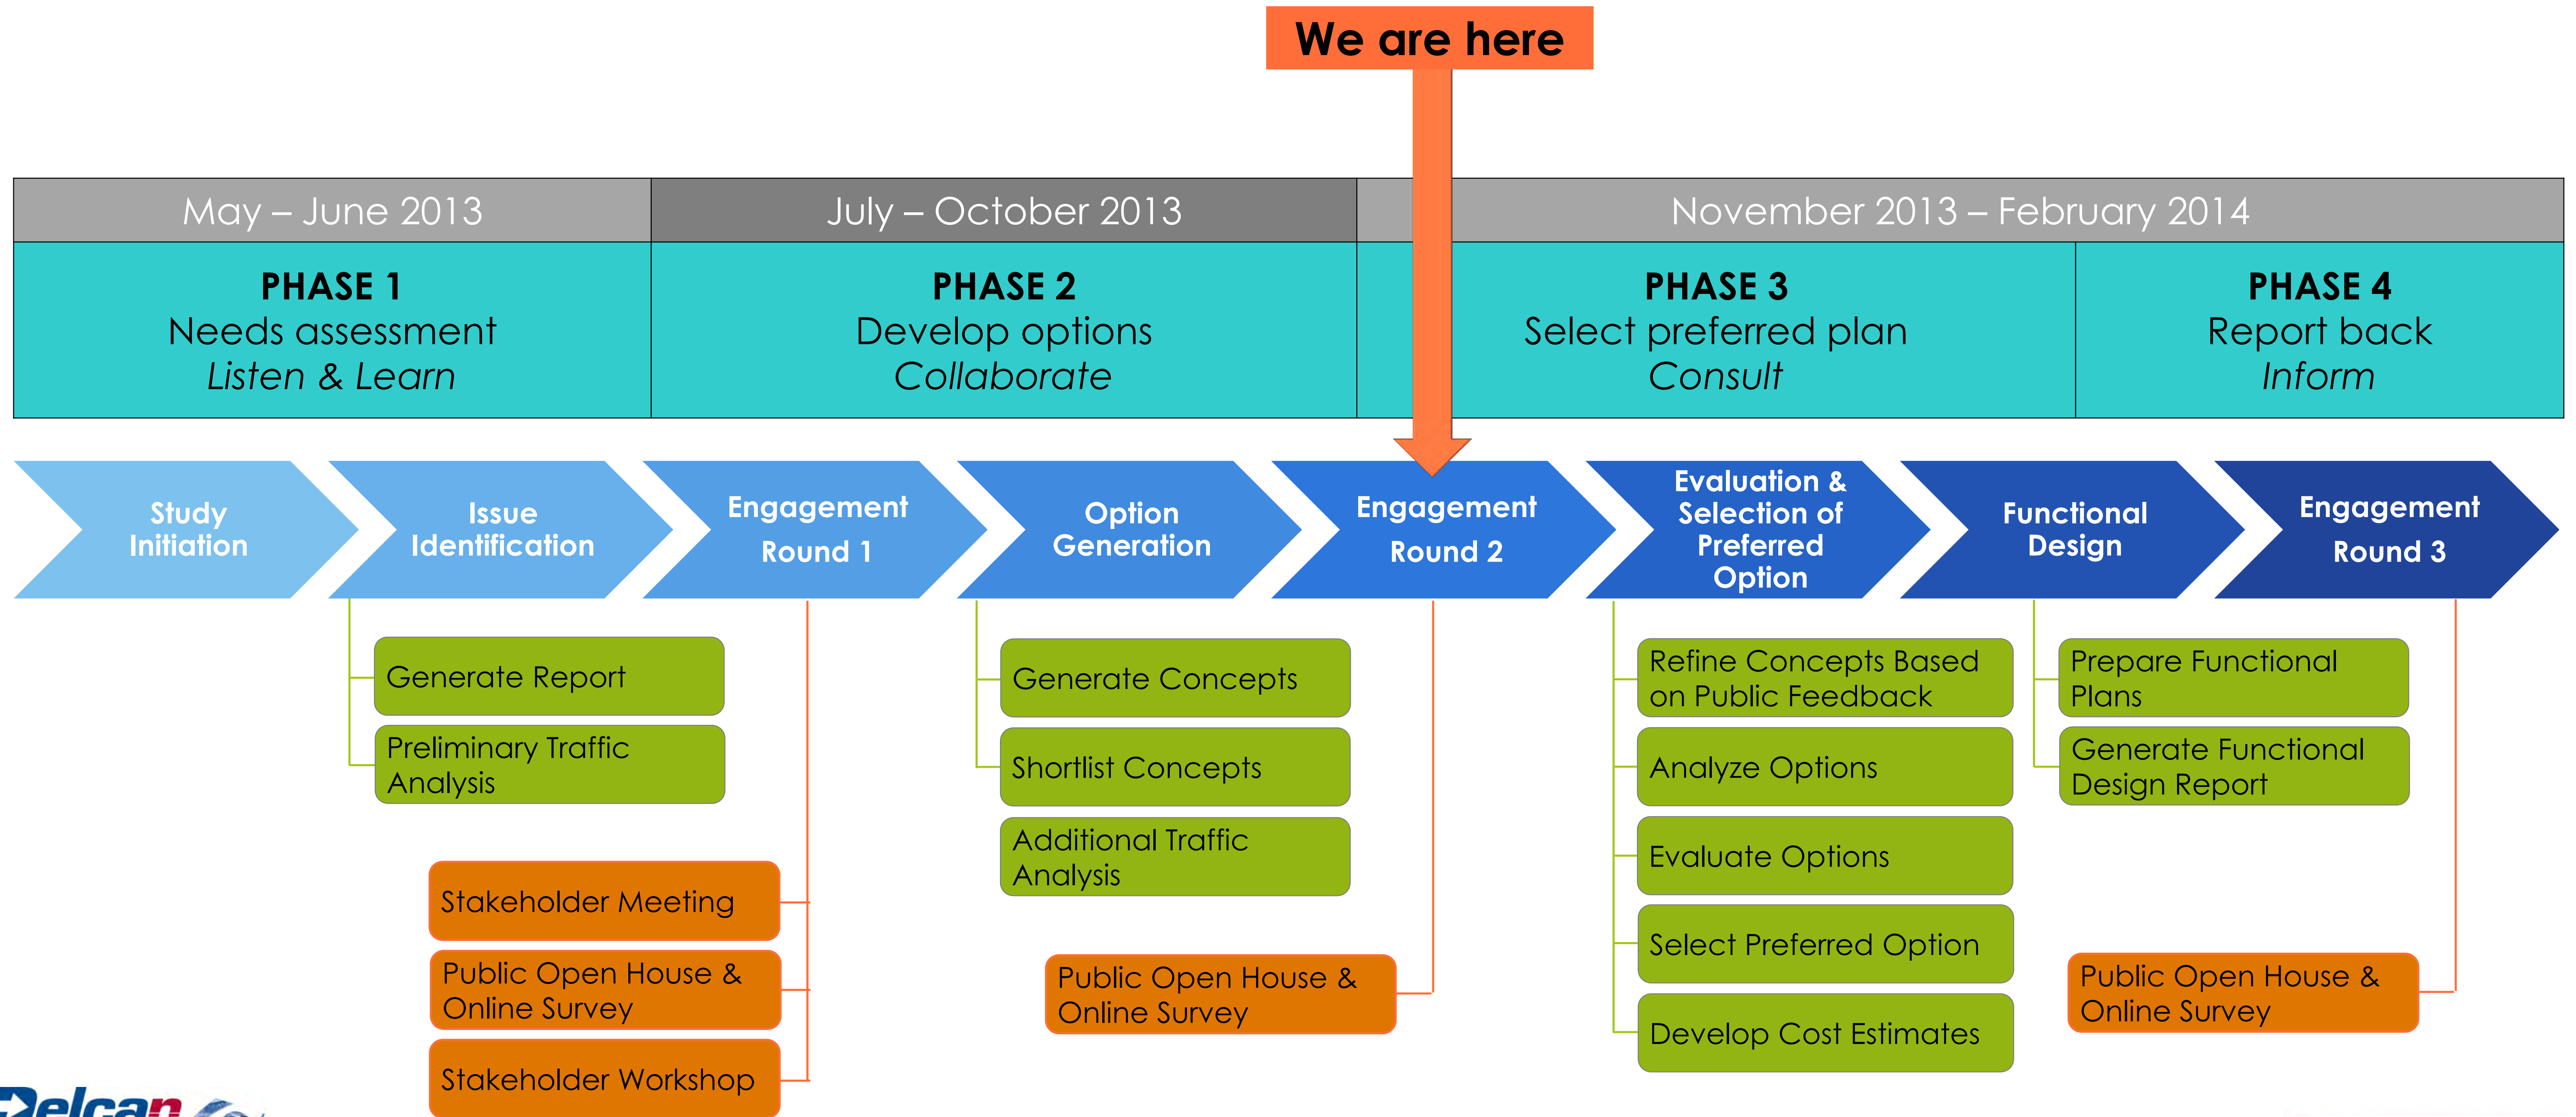 We are here
May – June 2013
July – October 2013
November 2013 – February 2014
PHASE 1
Needs assessment
Listen & Learn
PHASE 2
Develop options
Collaborate
PHASE 3
Select preferred plan
Consult
PHASE 4
Report back
Inform
Study
Initiation
Issue
Identification
Engagement
Round 1
Option
Generation
Engagement
Round 2
Evaluation &
Selection of
Preferred
Option
Functional
Design
Engagement
Round 3
Generate Report
Preliminary Traffic
Analysis
Stakeholder Meeting
Public Open House &
Online Survey
Stakeholder Workshop
Generate Concepts
Shortlist Concepts
Additional Traffic
Analysis
Public Open House &
Online Survey
Refine Concepts Based
on Public Feedback
Analyze Options
Evaluate Options
Select Preferred Option
Develop Cost Estimates
Prepare Functional
Plans
Generate Functional
Design Report
Public Open House &
Online Survey
Delcan